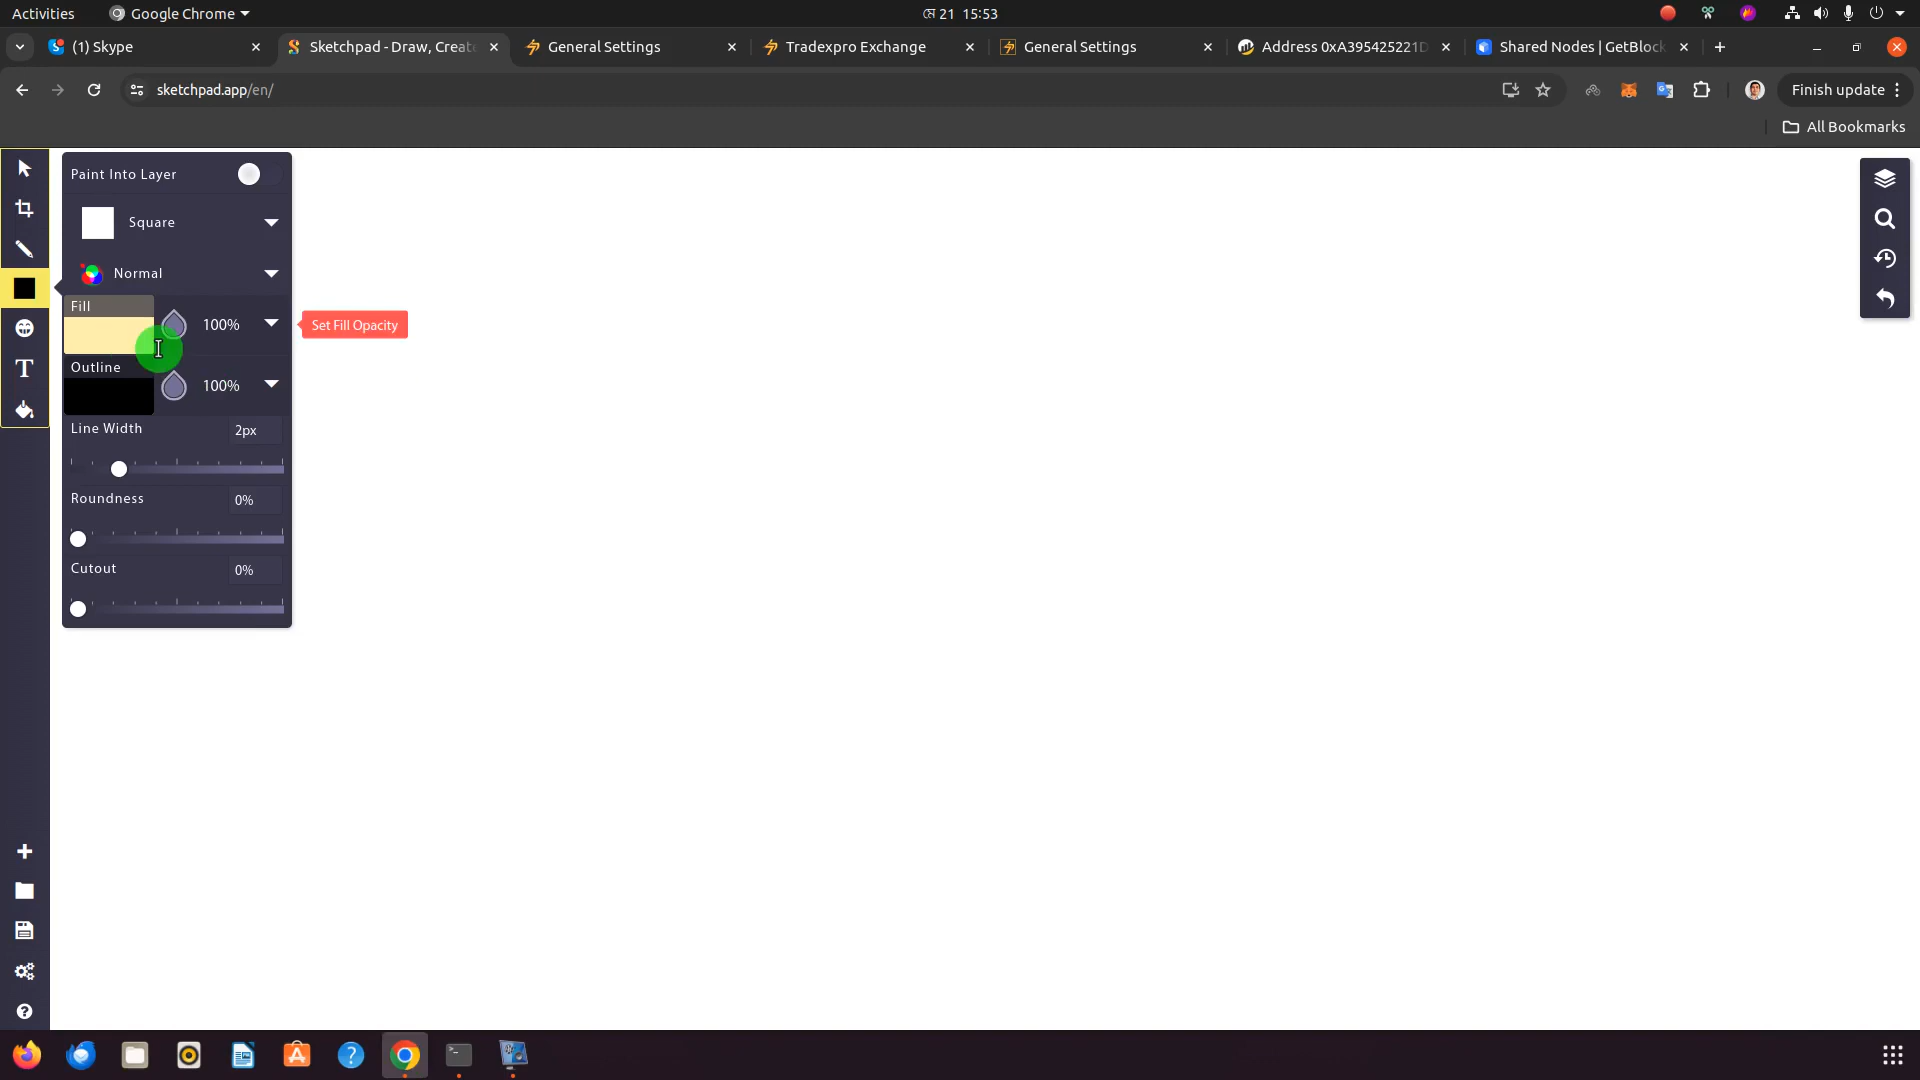 Activities
Google Chrome
মে 21 15:53
(1) Skype
Sketchpad - Draw, Create
General Settings
Tradexpro Exchange
General Settings
Address 0xA395425221D
Shared Nodes | GetBlock
sketchpad.app/en/
Finish update
All Bookmarks
Paint Into Layer
Square
Normal
Fill
100%
Set Fill Opacity
Outline
100%
Line Width
2px
Roundness
0%
Cutout
0%